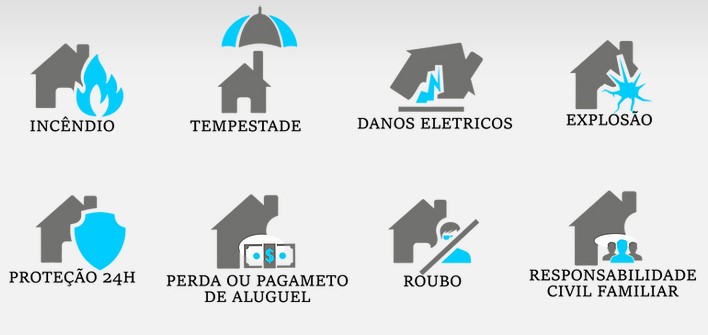 INCÊNDIO
TEMPESTADE
DANOS ELETRICOS
EXPLOSÃO
PROTEÇÃO 24H
PERDA OU PAGAMETO
DE ALUGUEL
$
ROUBO
RESPONSABILIDADE
CIVIL FAMILIAR